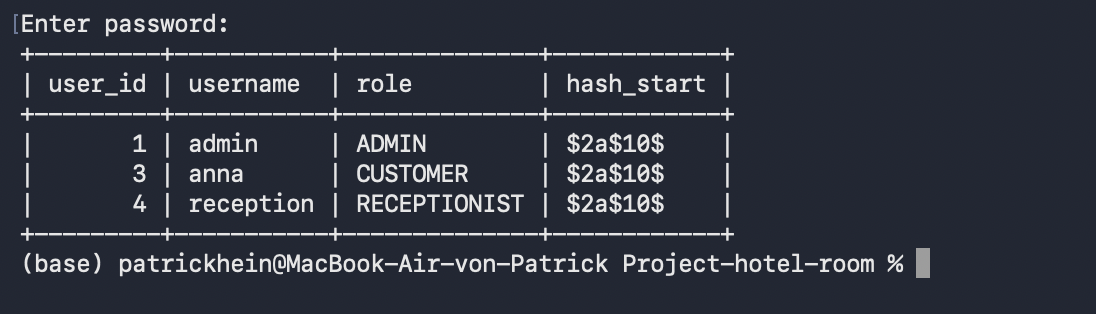 [Enter password:
+---------+-----------+--------------+------------+
| user_id | username  | role         | hash_start |
+---------+-----------+--------------+------------+
|       1 | admin     | ADMIN        | $2a$10$    |
|       3 | anna      | CUSTOMER     | $2a$10$    |
|       4 | reception | RECEPTIONIST | $2a$10$    |
+---------+-----------+--------------+------------+
(base) patrickhein@MacBook-Air-von-Patrick Project-hotel-room %